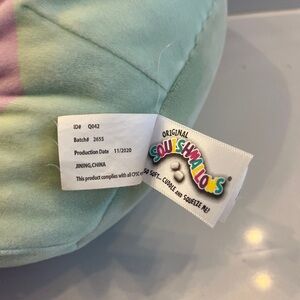 ID# Q042
Batch# 2655
Production Date 11/2020
JINING,CHINA
This product complies with all CPSC
ORIGINAL
SQUISHMALLOWS
SO SOFT... CUDDLE AND SQUEEZE ME!